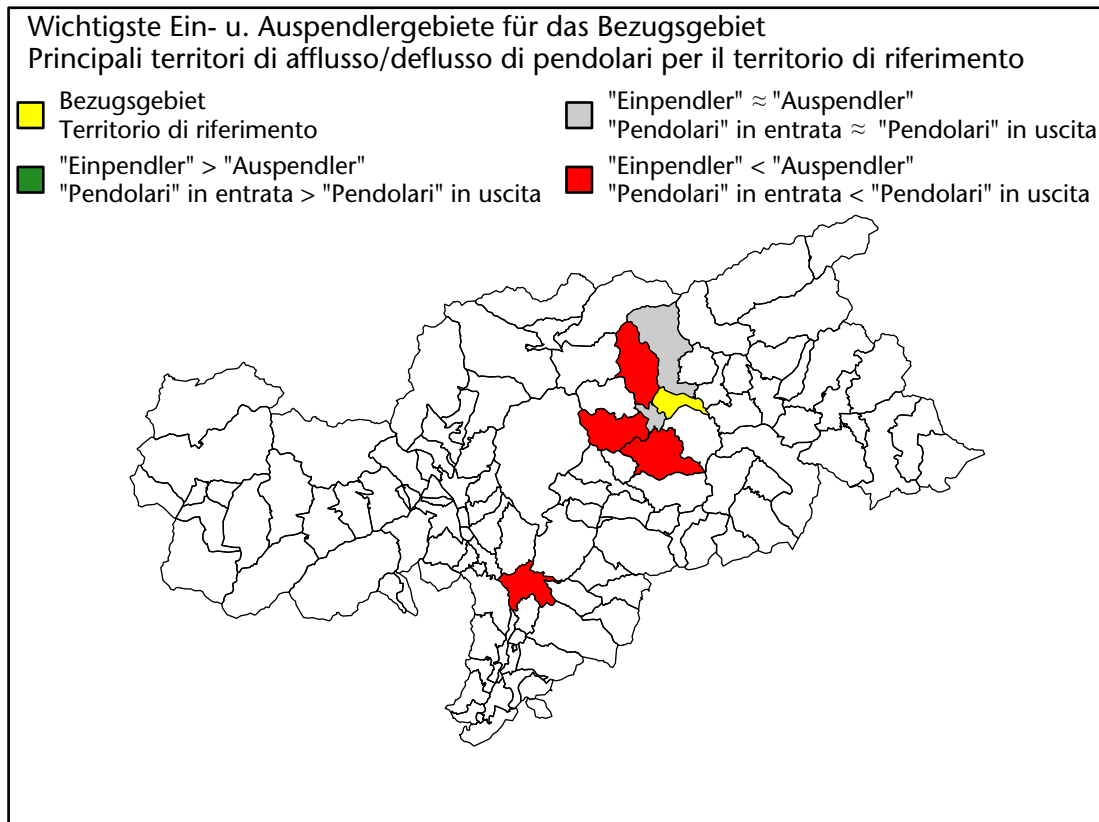 Wichtigste Ein- u. Auspendlergebiete für das Bezugsgebiet
Principali territori di afflusso/deflusso di pendolari per il territorio di riferimento
Bezugsgebiet
Territorio di riferimento
"Einpendler" > "Auspendler"
"Pendolari" in entrata > "Pendolari" in uscita
"Einpendler" ≈ "Auspendler"
"Pendolari" in entrata ≈ "Pendolari" in uscita
"Einpendler" < "Auspendler"
"Pendolari" in entrata < "Pendolari" in uscita